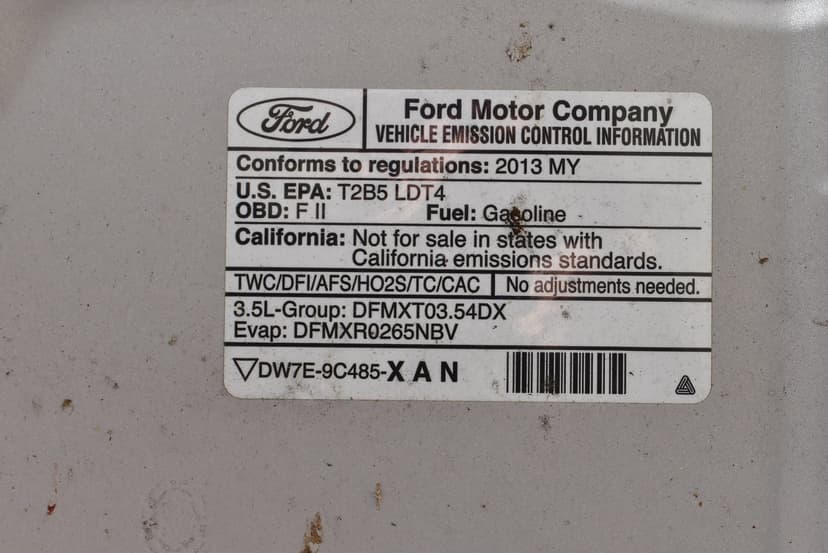 Ford
Ford Motor Company
VEHICLE EMISSION CONTROL INFORMATION
Conforms to regulations: 2013 MY
U.S. EPA: T2B5 LDT4
OBD: F II Fuel: Gasoline
California: Not for sale in states with
California emissions standards.
TWC/DFI/AFS/HO2S/TC/CAC No adjustments needed.
3.5L-Group: DFMXT03.54DX
Evap: DFMXR0265NBV
▽DW7E-9C485-X A N